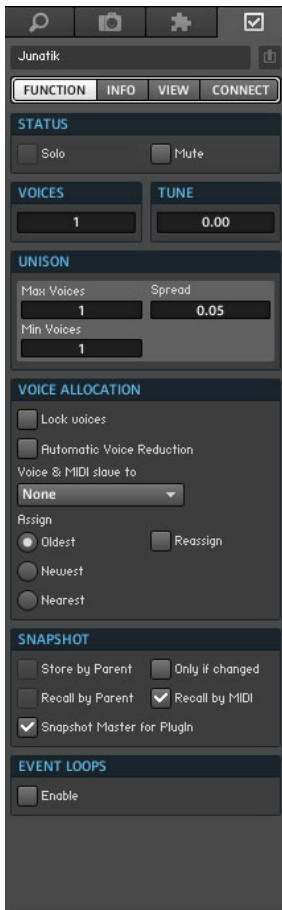 Junatik
FUNCTION INFO VIEW CONNECT
STATUS
Solo Mute
VOICES TUNE
1 0.00
UNISON
Max Voices Spread
1 0.05
Min Voices
1
VOICE ALLOCATION
Lock voices
Automatic Voice Reduction
Voice & MIDI slave to
None
Assign
Oldest Reassign
Newest
Nearest
SNAPSHOT
Store by Parent Only if changed
Recall by Parent Recall by MIDI
Snapshot Master for PlugIn
EVENT LOOPS
Enable